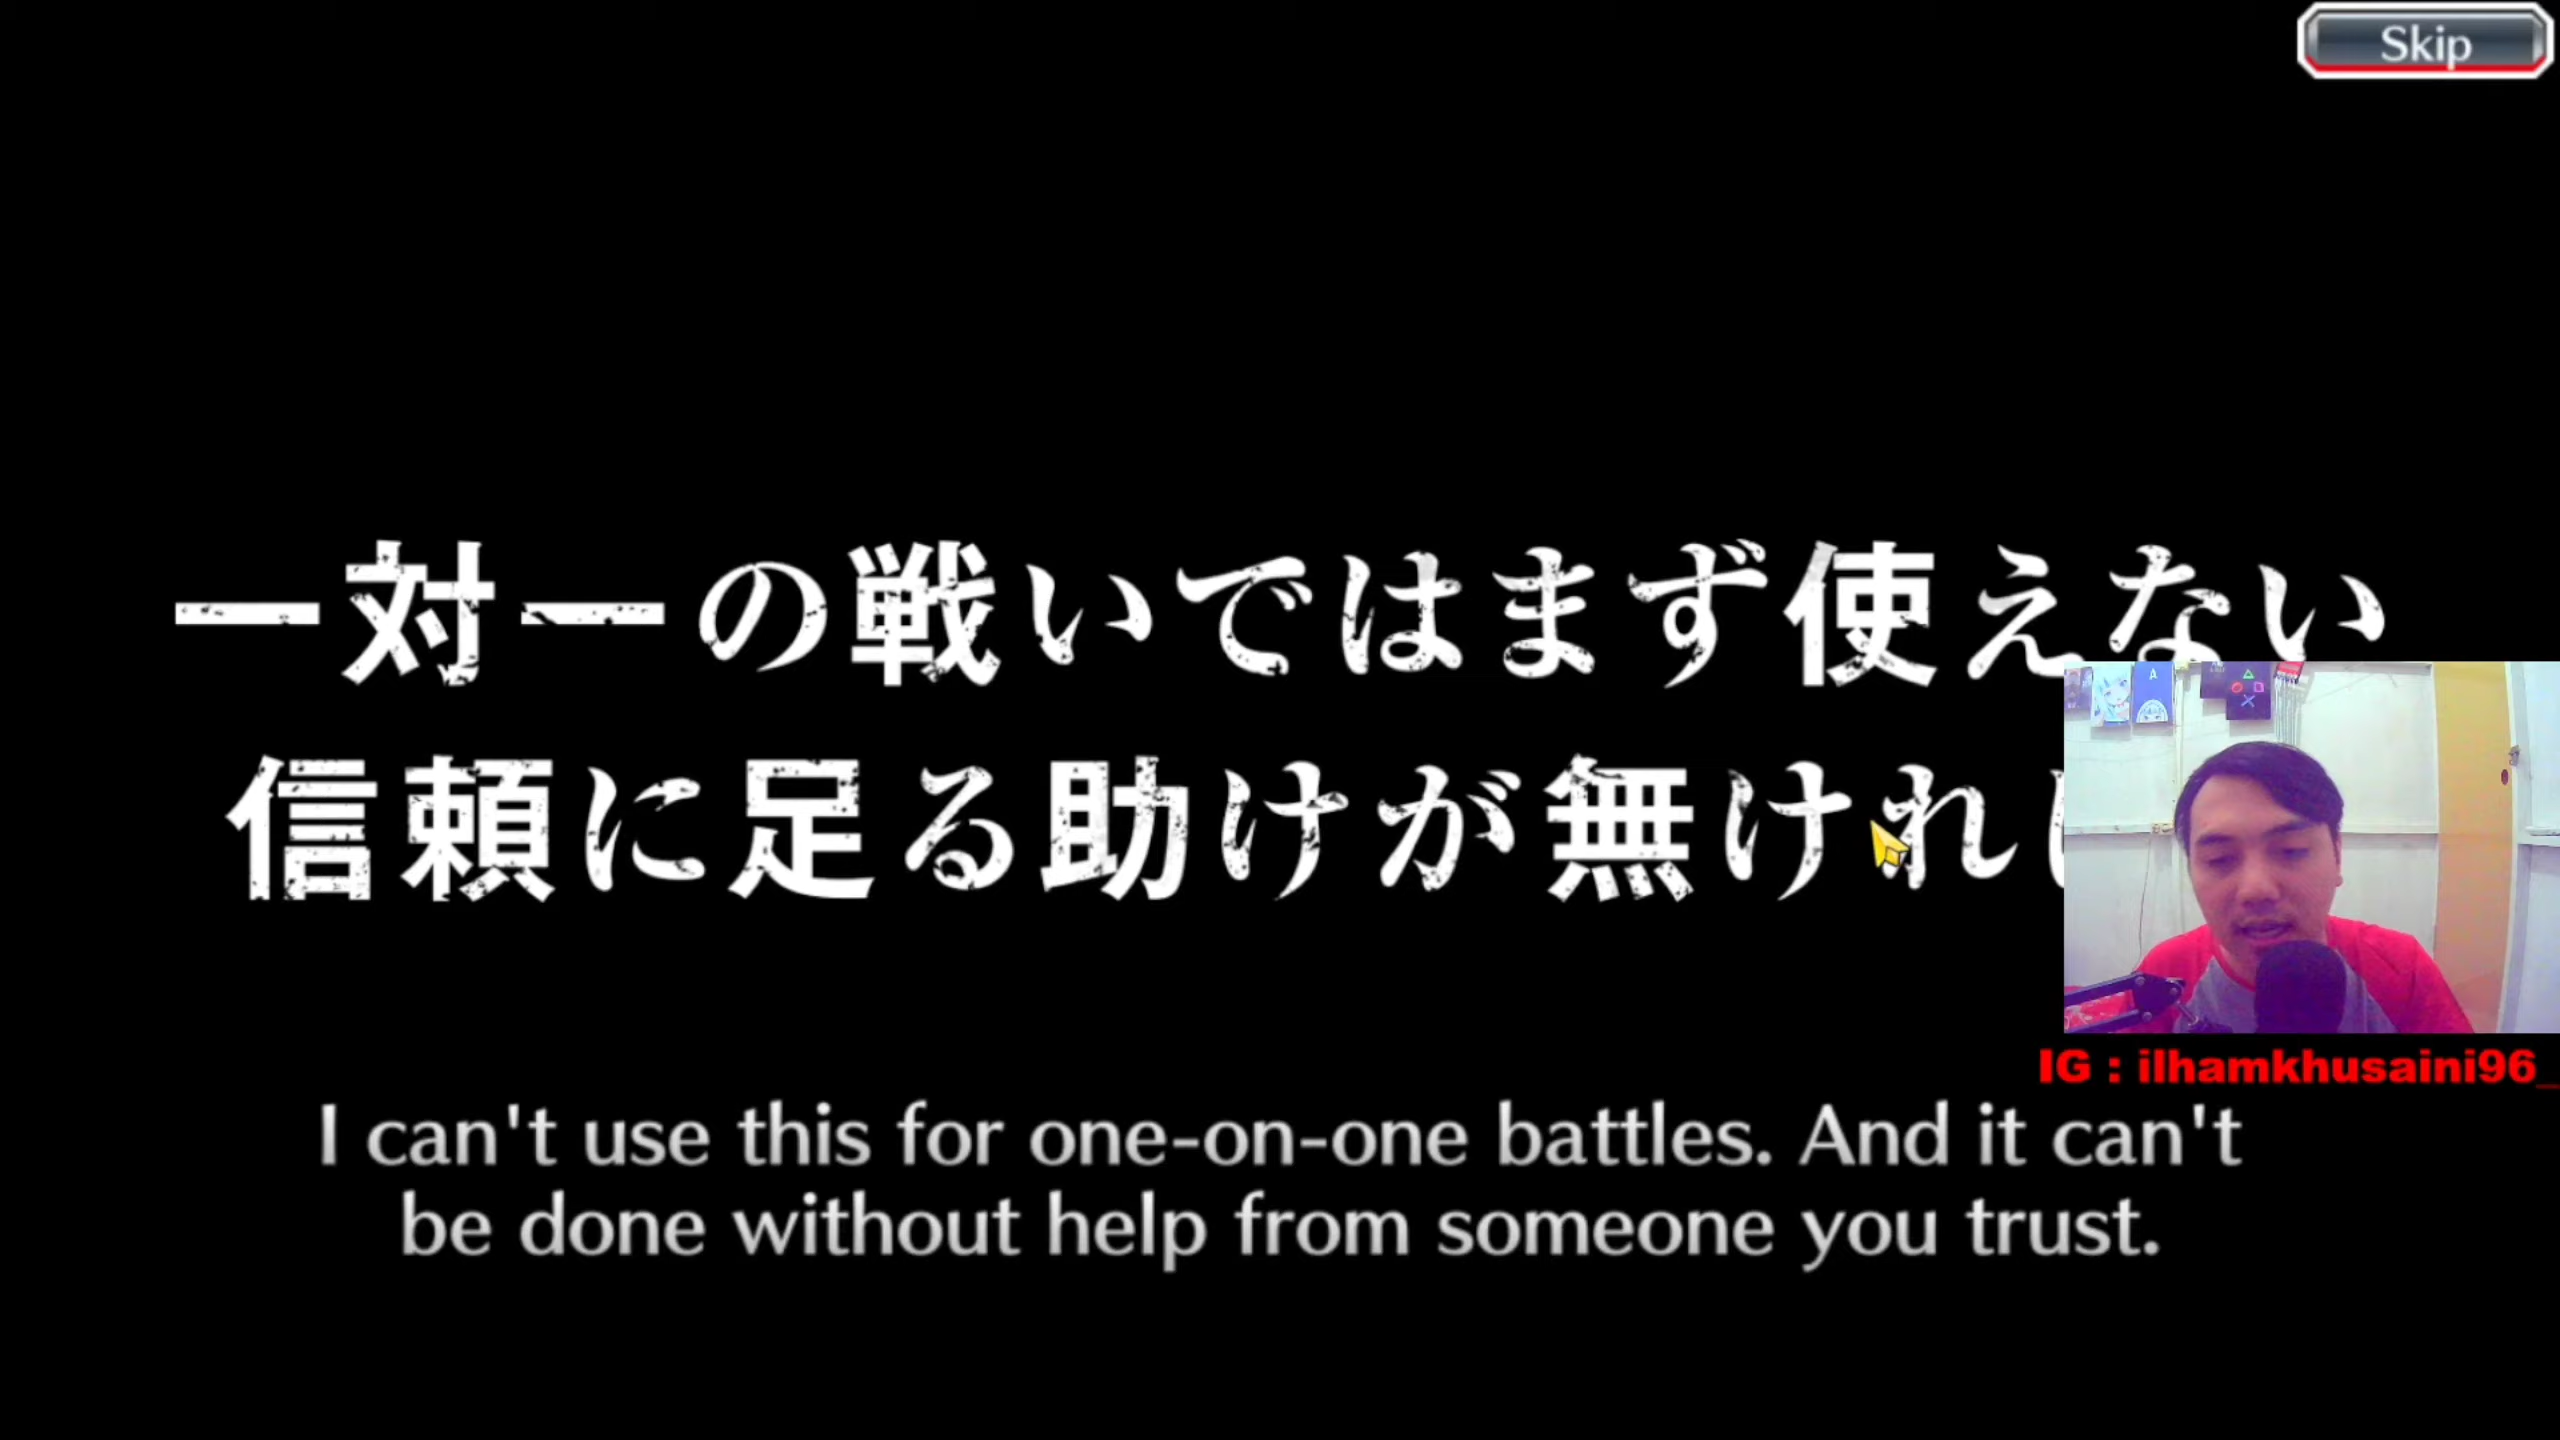 Skip
一対一の戦いではまず使えない
信頼に足る助けが無けれ
IG : ilhamkhusaini96_
I can't use this for one-on-one battles. And it can't
be done without help from someone you trust.